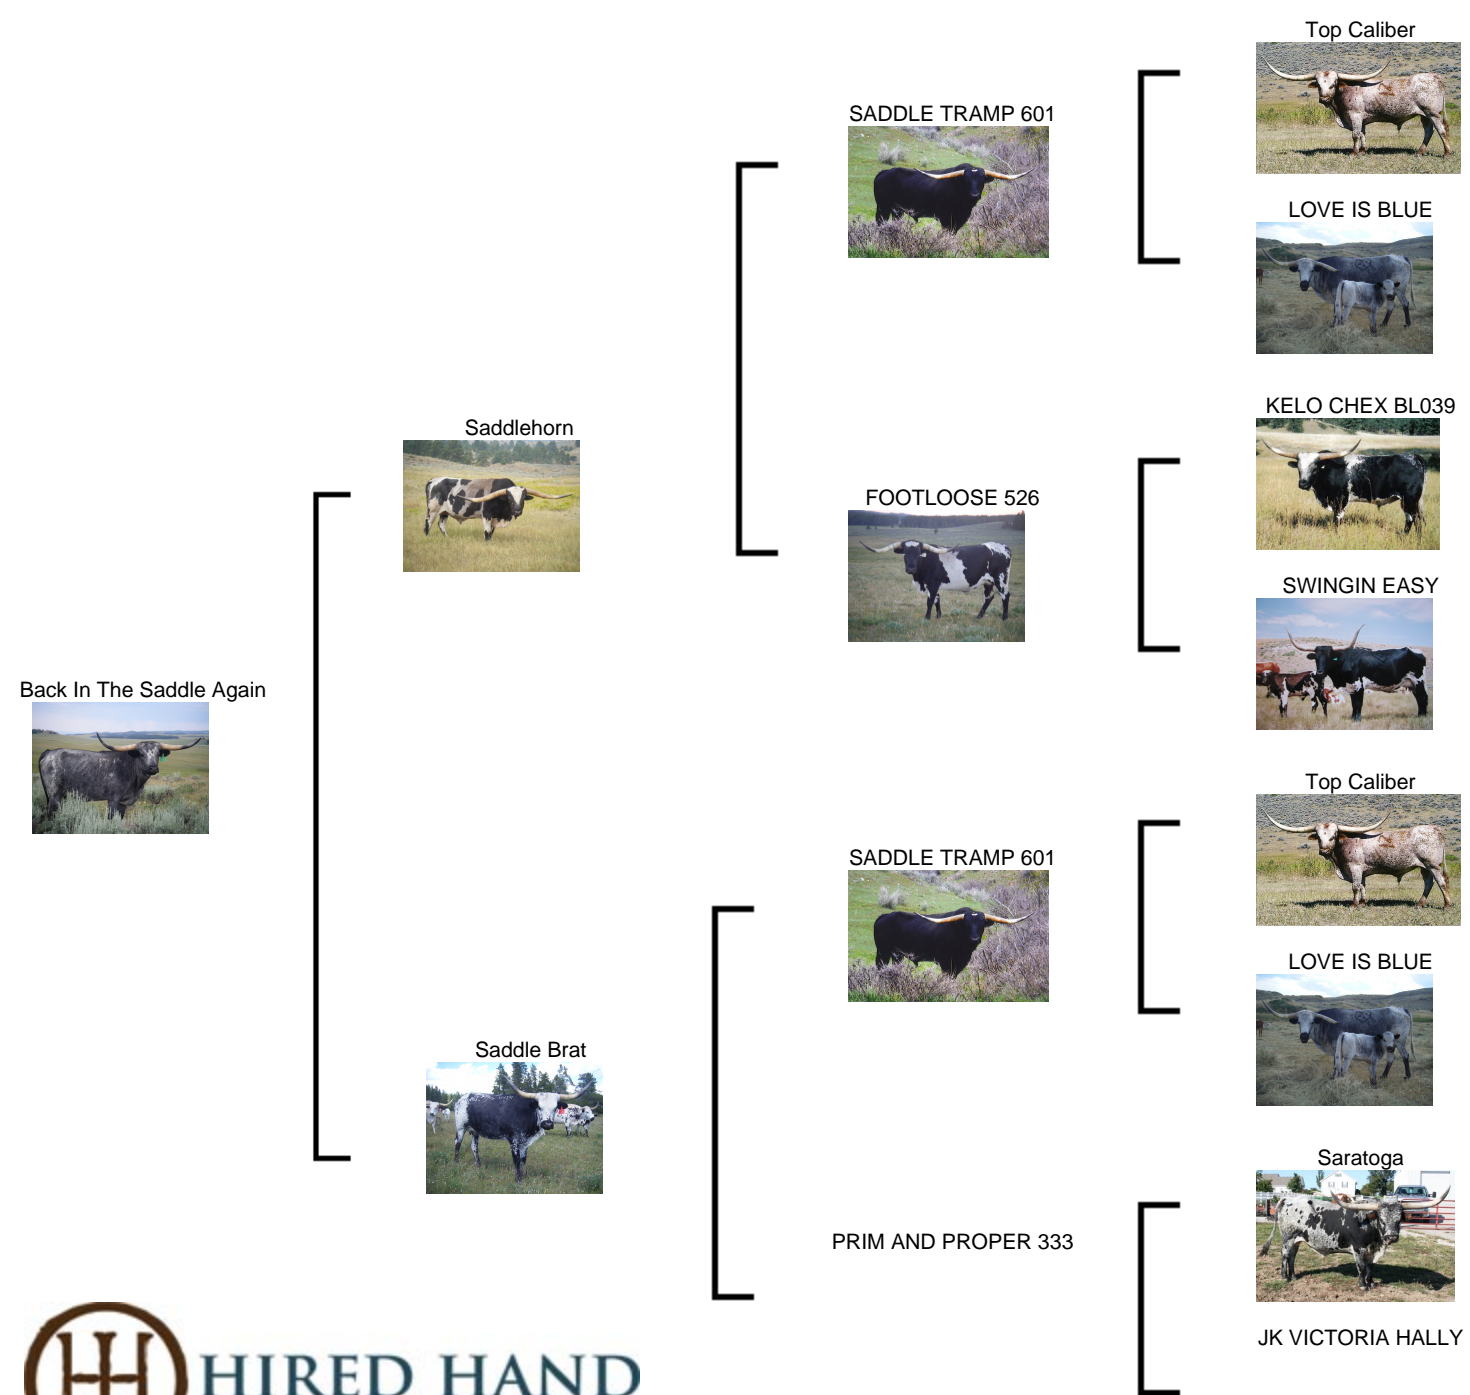 Top Caliber
SADDLE TRAMP 601
LOVE IS BLUE
KELO CHEX BL039
Saddlehorn
FOOTLOOSE 526
SWINGIN EASY
Back In The Saddle Again
Top Caliber
SADDLE TRAMP 601
LOVE IS BLUE
Saddle Brat
Saratoga
PRIM AND PROPER 333
JK VICTORIA HALLY
HIRED HAND